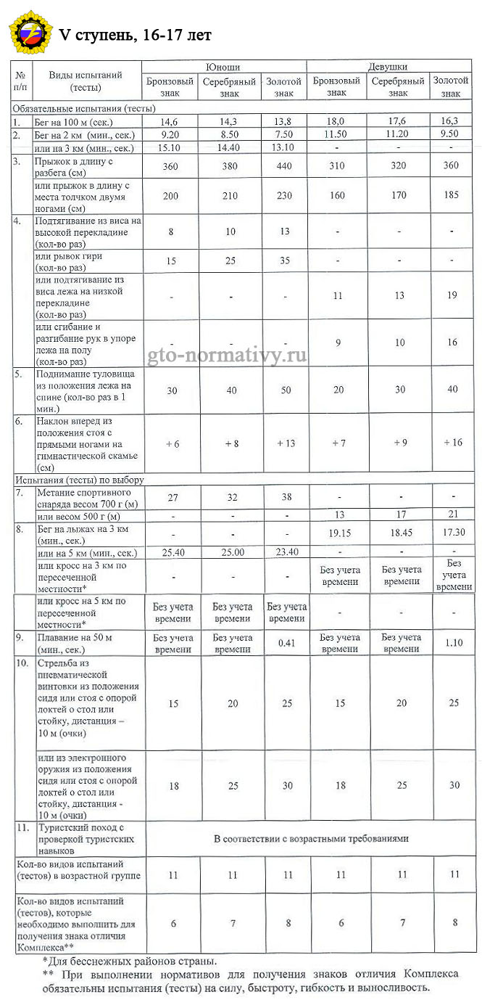 V ступень, 16-17 лет
№ п/п | Виды испытаний (тесты) | Юноши | Девушки
Бронзовый знак | Серебряный знак | Золотой знак | Бронзовый знак | Серебряный знак | Золотой знак
Обязательные испытания (тесты)
1. Бег на 100 м (сек.) 14,6 14,3 13,8 18,0 17,6 16,3
2. Бег на 2 км (мин., сек.) 9.20 8.50 7.50 11.50 11.20 9.50
или на 3 км (мин., сек.) 15.10 14.40 13.10 - - -
3. Прыжок в длину с
разбега (см) 360 380 440 310 320 360
или прыжок в длину с
места толчком двумя 200 210 230 160 170 185
ногами (см)
4. Подтягивание из виса на
высокой перекладине 8 10 13 - - -
(кол-во раз)
или рывок гири 15 25 35 - - -
(кол-во раз)
или подтягивание из
виса лежа на низкой - - - 11 13 19
перекладине
(кол-во раз)
или сгибание и
разгибание рук в упоре - - - 9 10 16
лежа на полу
(кол-во раз)
gto-normativy.ru
5. Поднимание туловища
из положения лежа на 30 40 50 20 30 40
спине (кол-во раз в 1
мин.)
6. Наклон вперед из
положения стоя с
прямыми ногами на + 6 + 8 + 13 + 7 + 9 + 16
гимнастической скамье
(см)
Испытания (тесты) по выбору
7. Метание спортивного 27 32 38 - - -
снаряда весом 700 г (м)
или весом 500 г (м) - - - 13 17 21
8. Бег на лыжах на 3 км - - - 19.15 18.45 17.30
(мин., сек.)
или на 5 км (мин., сек.) 25.40 25.00 23.40 - - -
или кросс на 3 км по
пересеченной - - - Без учета времени Без учета времени Без учета времени
местности*
или кросс на 5 км по
пересеченной Без учета времени Без учета времени Без учета времени - - -
местности*
9. Плавание на 50 м
(мин., сек.) Без учета времени Без учета времени 0.41 Без учета времени Без учета времени 1.10
10. Стрельба из
пневматической
винтовки из положения
сидя или стоя с опорой 15 20 25 15 20 25
локтей о стол или
стойку, дистанция –
10 м (очки)
или из электронного
оружия из положения
сидя или стоя с опорой 18 25 30 18 25 30
локтей о стол или
стойку, дистанция -
10 м (очки)
11. Туристский поход с
проверкой туристских В соответствии с возрастными требованиями
навыков
Кол-во видов испытаний 11 11 11 11 11 11
(тестов) в возрастной группе
Кол-во видов испытаний
(тестов), которые
необходимо выполнить для 6 7 8 6 7 8
получения знака отличия
Комплекса**
*Для бесснежных районов страны.
** При выполнении нормативов для получения знаков отличия Комплекса
обязательны испытания (тесты) на силу, быстроту, гибкость и выносливость.